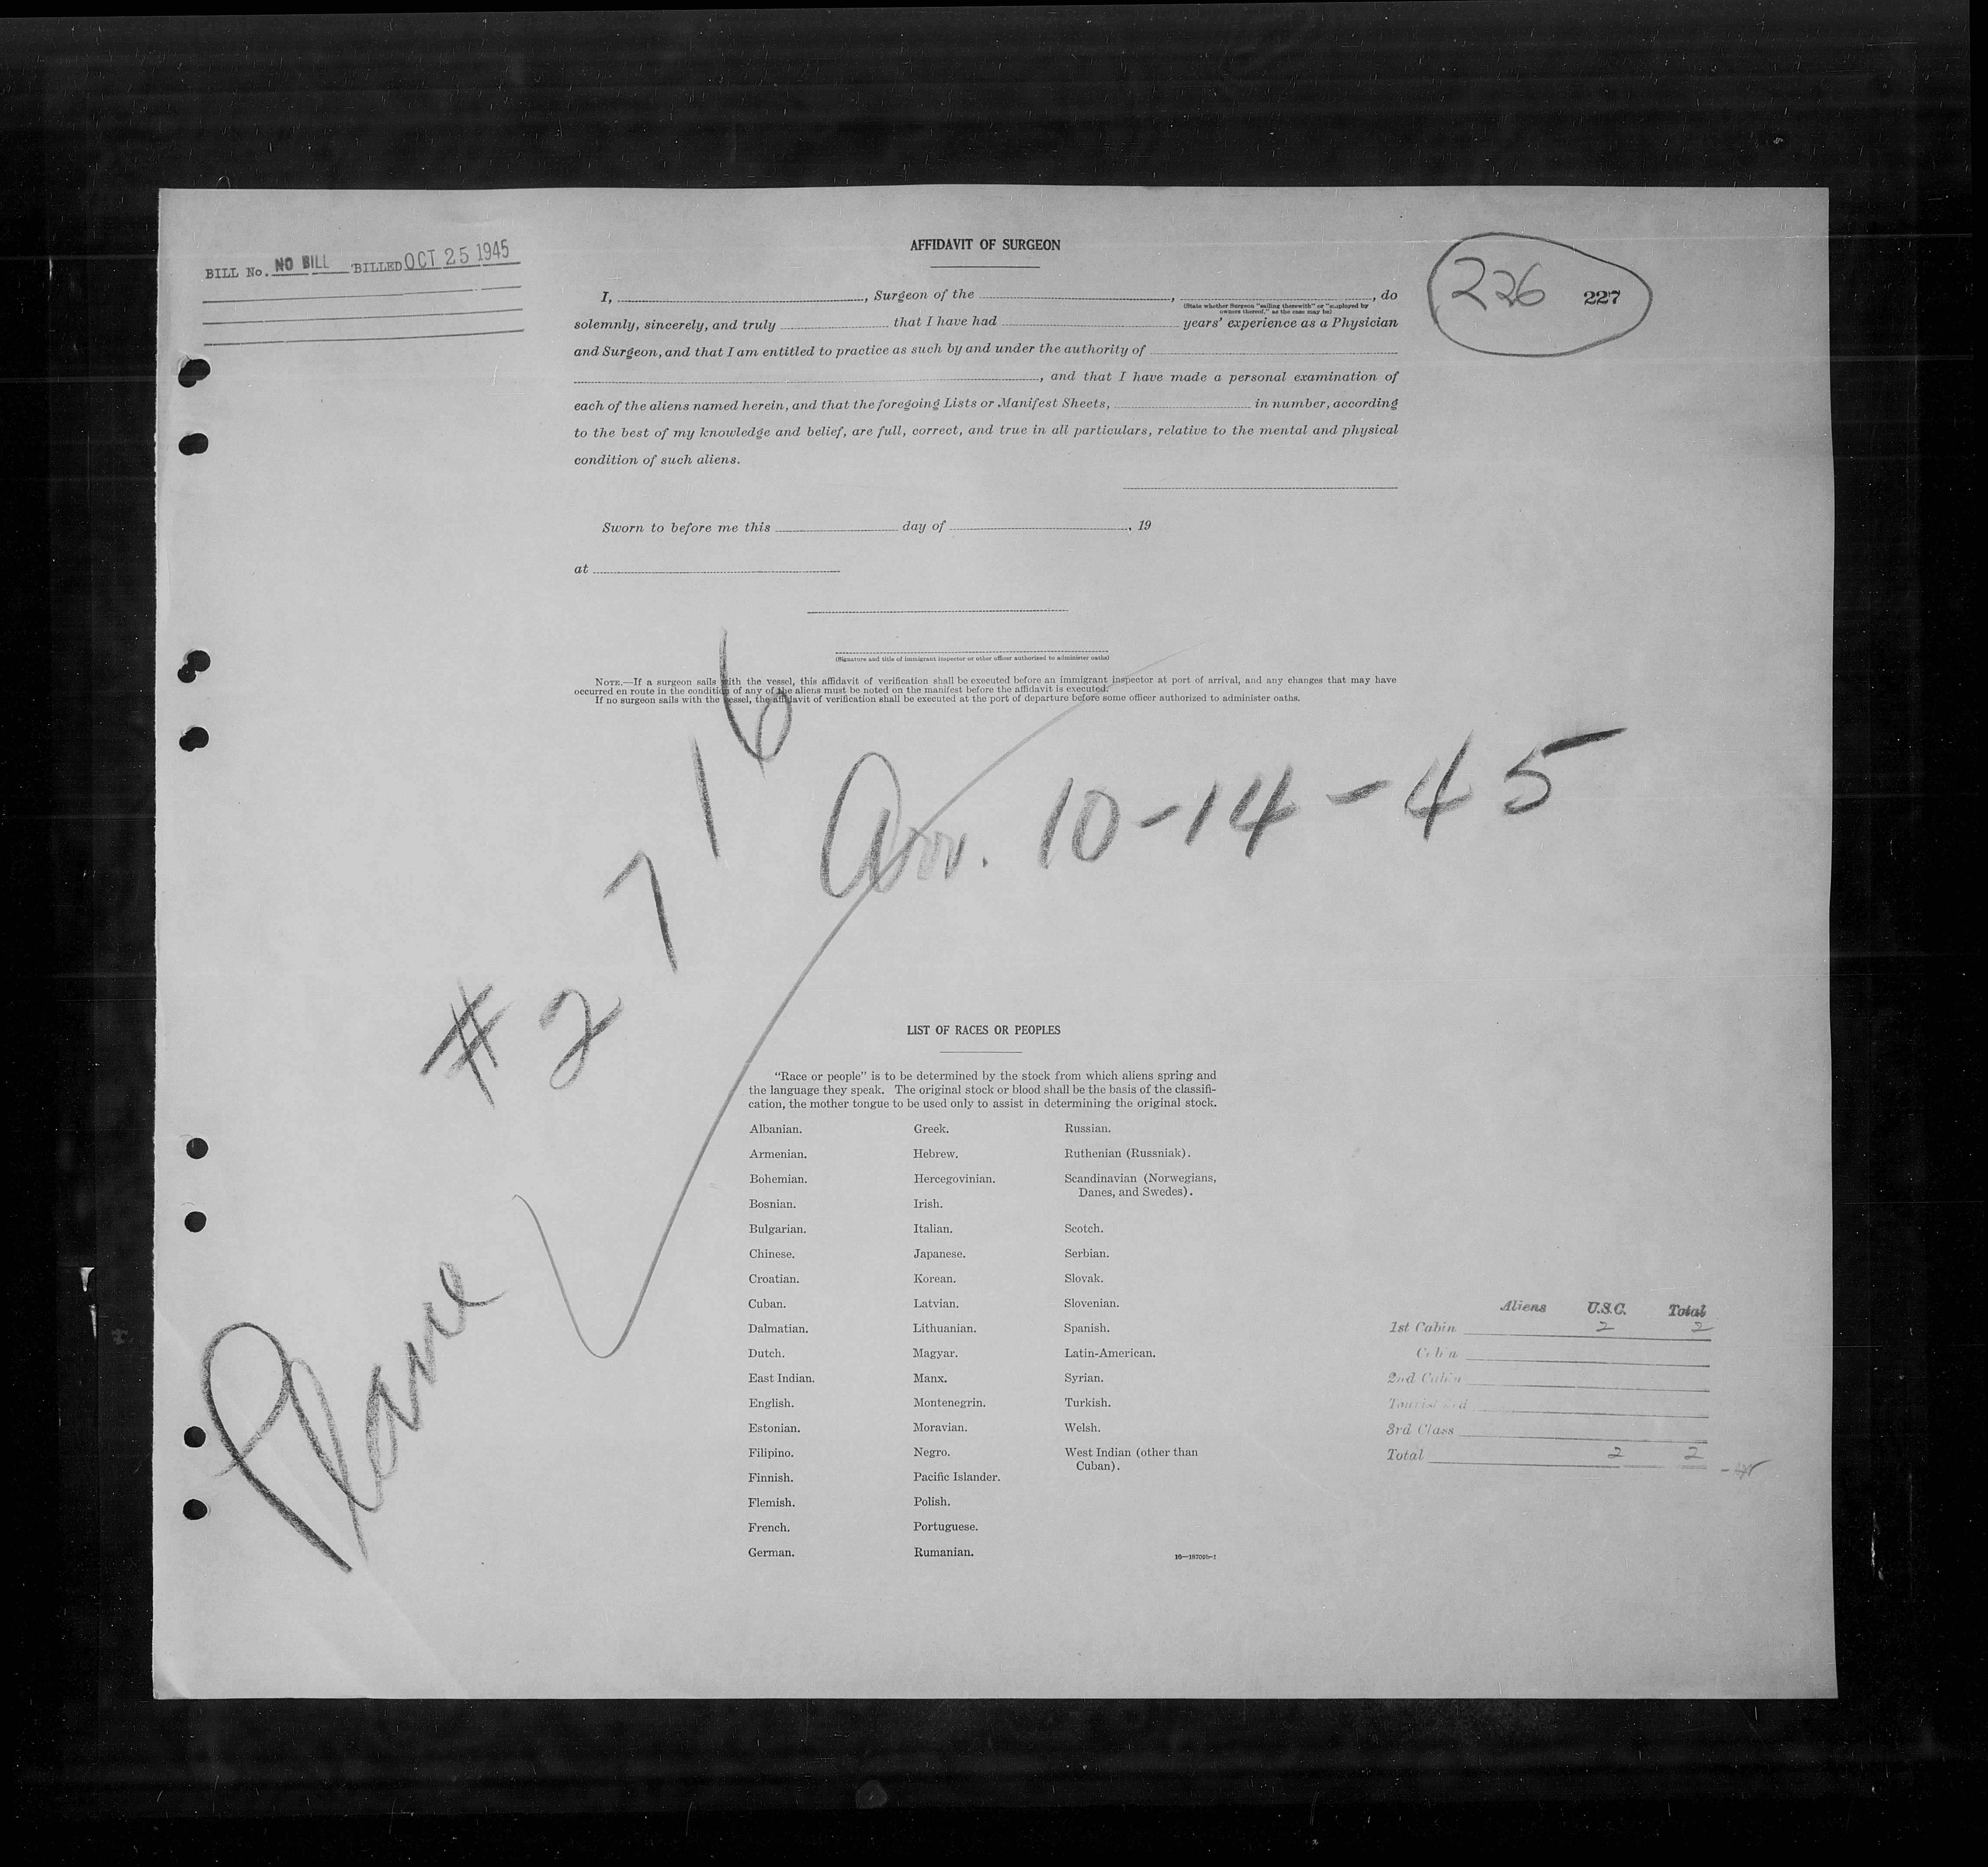 BILL No. NO BILL BILLED OCT 25 1945
AFFIDAVIT OF SURGEON
226 227
I, , Surgeon of the , , do
(State whether Surgeon "sailing therewith" or "employed by
owners thereof," as the case may be)
solemnly, sincerely, and truly that I have had years' experience as a Physician
and Surgeon, and that I am entitled to practice as such by and under the authority of
, and that I have made a personal examination of
each of the aliens named herein, and that the foregoing Lists or Manifest Sheets, in number, according
to the best of my knowledge and belief, are full, correct, and true in all particulars, relative to the mental and physical
condition of such aliens.
Sworn to before me this day of , 19
at
(Signature and title of immigrant inspector or other officer authorized to administer oaths)
NOTE.—If a surgeon sails with the vessel, this affidavit of verification shall be executed before an immigrant inspector at port of arrival, and any changes that may have
occurred en route in the condition of any of the aliens must be noted on the manifest before the affidavit is executed.
If no surgeon sails with the vessel, the affidavit of verification shall be executed at the port of departure before some officer authorized to administer oaths.
Plane # 2716
Arr. 10-14-45
LIST OF RACES OR PEOPLES
"Race or people" is to be determined by the stock from which aliens spring and
the language they speak. The original stock or blood shall be the basis of the classifi-
cation, the mother tongue to be used only to assist in determining the original stock.
Albanian.
Armenian.
Bohemian.
Bosnian.
Bulgarian.
Chinese.
Croatian.
Cuban.
Dalmatian.
Dutch.
East Indian.
English.
Estonian.
Filipino.
Finnish.
Flemish.
French.
German.
Greek.
Hebrew.
Hercegovinian.
Irish.
Italian.
Japanese.
Korean.
Latvian.
Lithuanian.
Magyar.
Manx.
Montenegrin.
Moravian.
Negro.
Pacific Islander.
Polish.
Portuguese.
Rumanian.
Russian.
Ruthenian (Russniak).
Scandinavian (Norwegians,
Danes, and Swedes).
Scotch.
Serbian.
Slovak.
Slovenian.
Spanish.
Latin-American.
Syrian.
Turkish.
Welsh.
West Indian (other than
Cuban).
Aliens U.S.C. Total
1st Cabin 2 2
2nd Cabin
3rd Class
Total 2 2